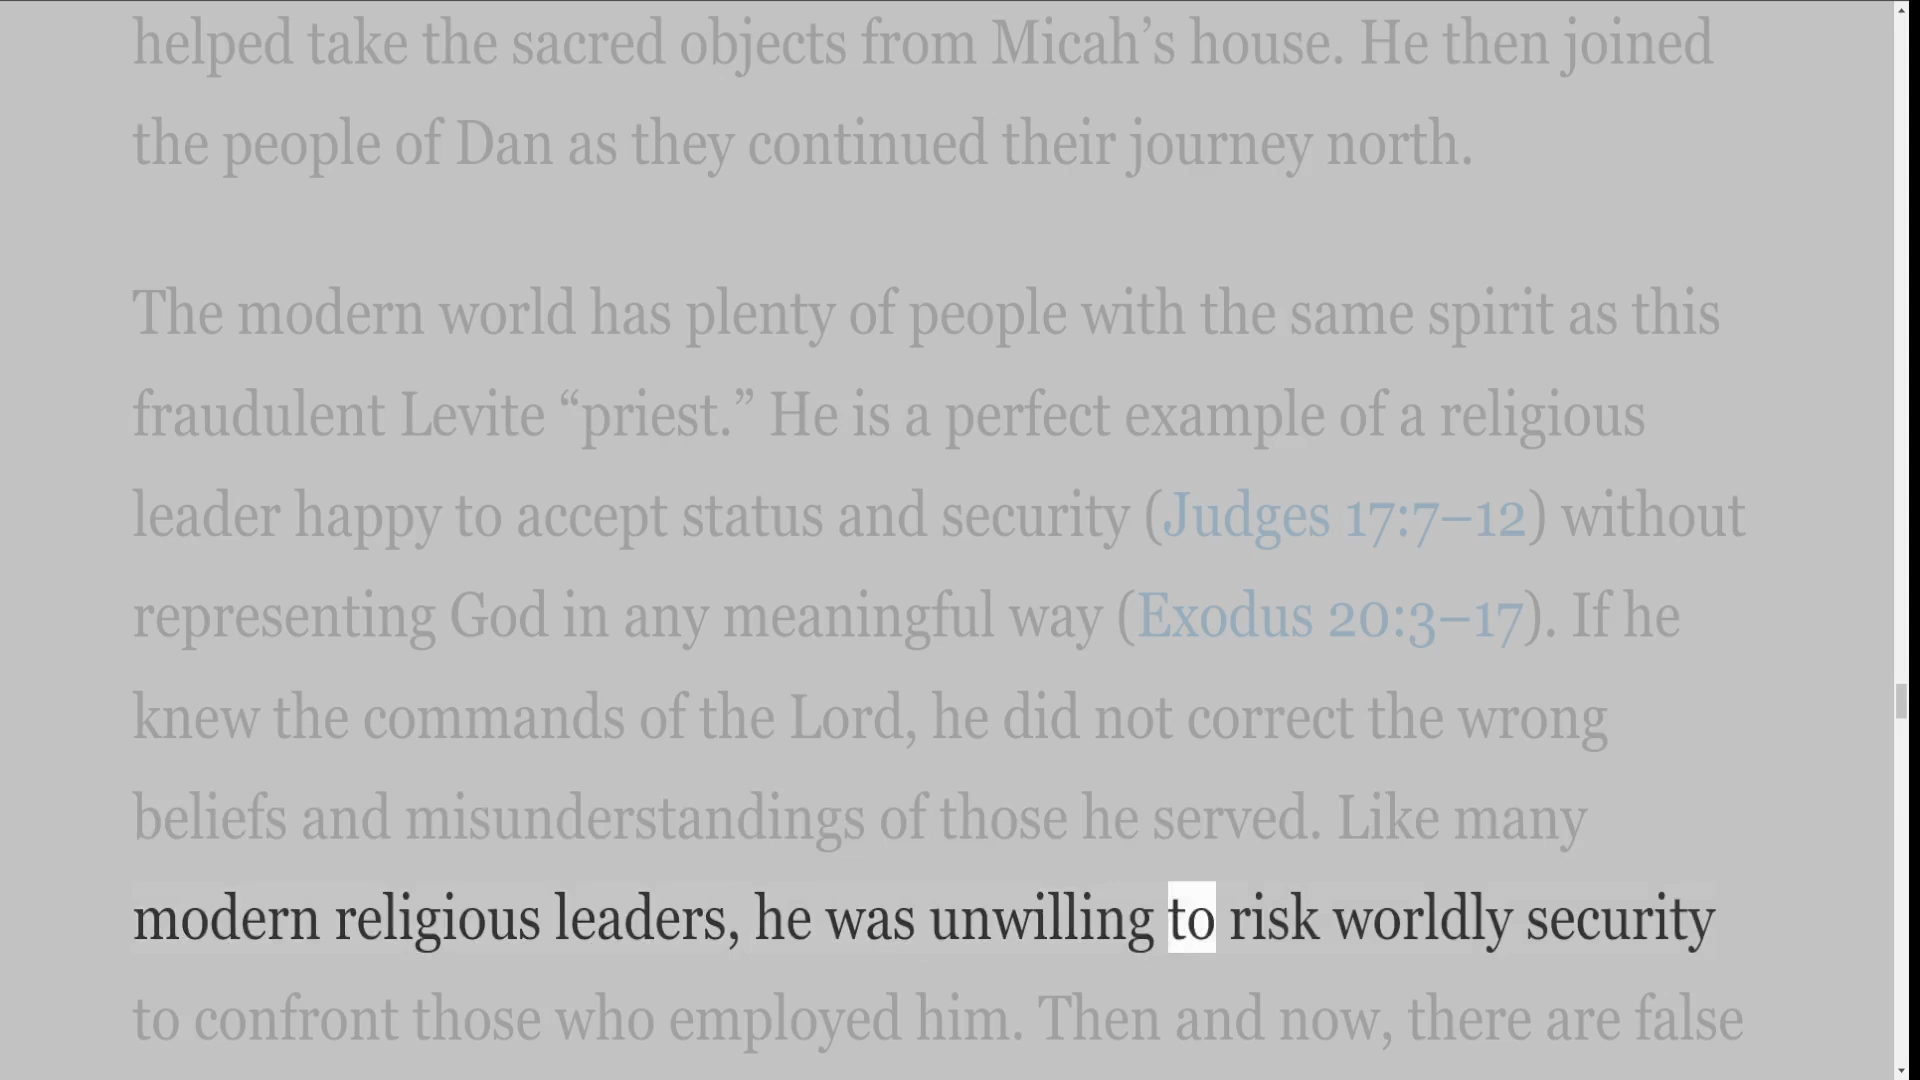 helped take the sacred objects from Micah’s house. He then joined
the people of Dan as they continued their journey north.
The modern world has plenty of people with the same spirit as this
fraudulent Levite “priest.” He is a perfect example of a religious
leader happy to accept status and security (Judges 17:7–12) without
representing God in any meaningful way (Exodus 20:3–17). If he
knew the commands of the Lord, he did not correct the wrong
beliefs and misunderstandings of those he served. Like many
modern religious leaders, he was unwilling to risk worldly security
to confront those who employed him. Then and now, there are false